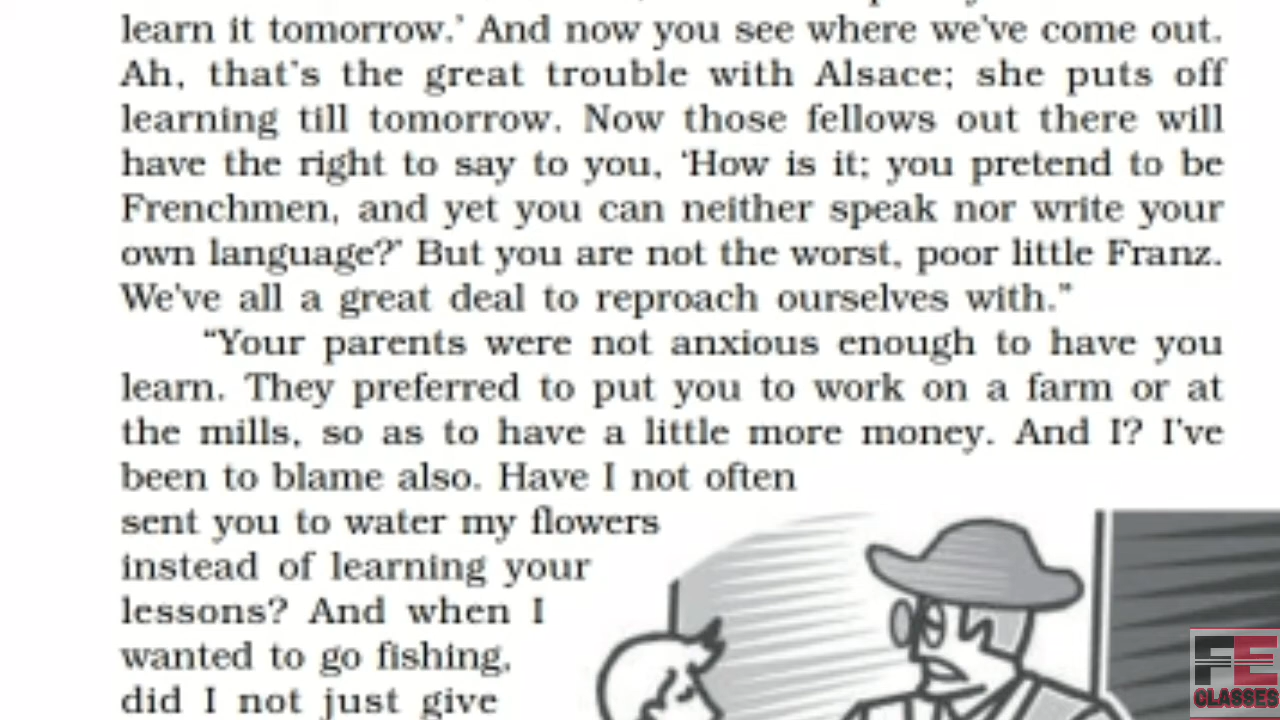 learn it tomorrow.’ And now you see where we’ve come out.
Ah, that’s the great trouble with Alsace; she puts off
learning till tomorrow. Now those fellows out there will
have the right to say to you, ‘How is it; you pretend to be
Frenchmen, and yet you can neither speak nor write your
own language?’ But you are not the worst, poor little Franz.
We’ve all a great deal to reproach ourselves with.”
“Your parents were not anxious enough to have you
learn. They preferred to put you to work on a farm or at
the mills, so as to have a little more money. And I? I’ve
been to blame also. Have I not often
sent you to water my flowers
instead of learning your
lessons? And when I
wanted to go fishing,
did I not just give
FE
CLASSES